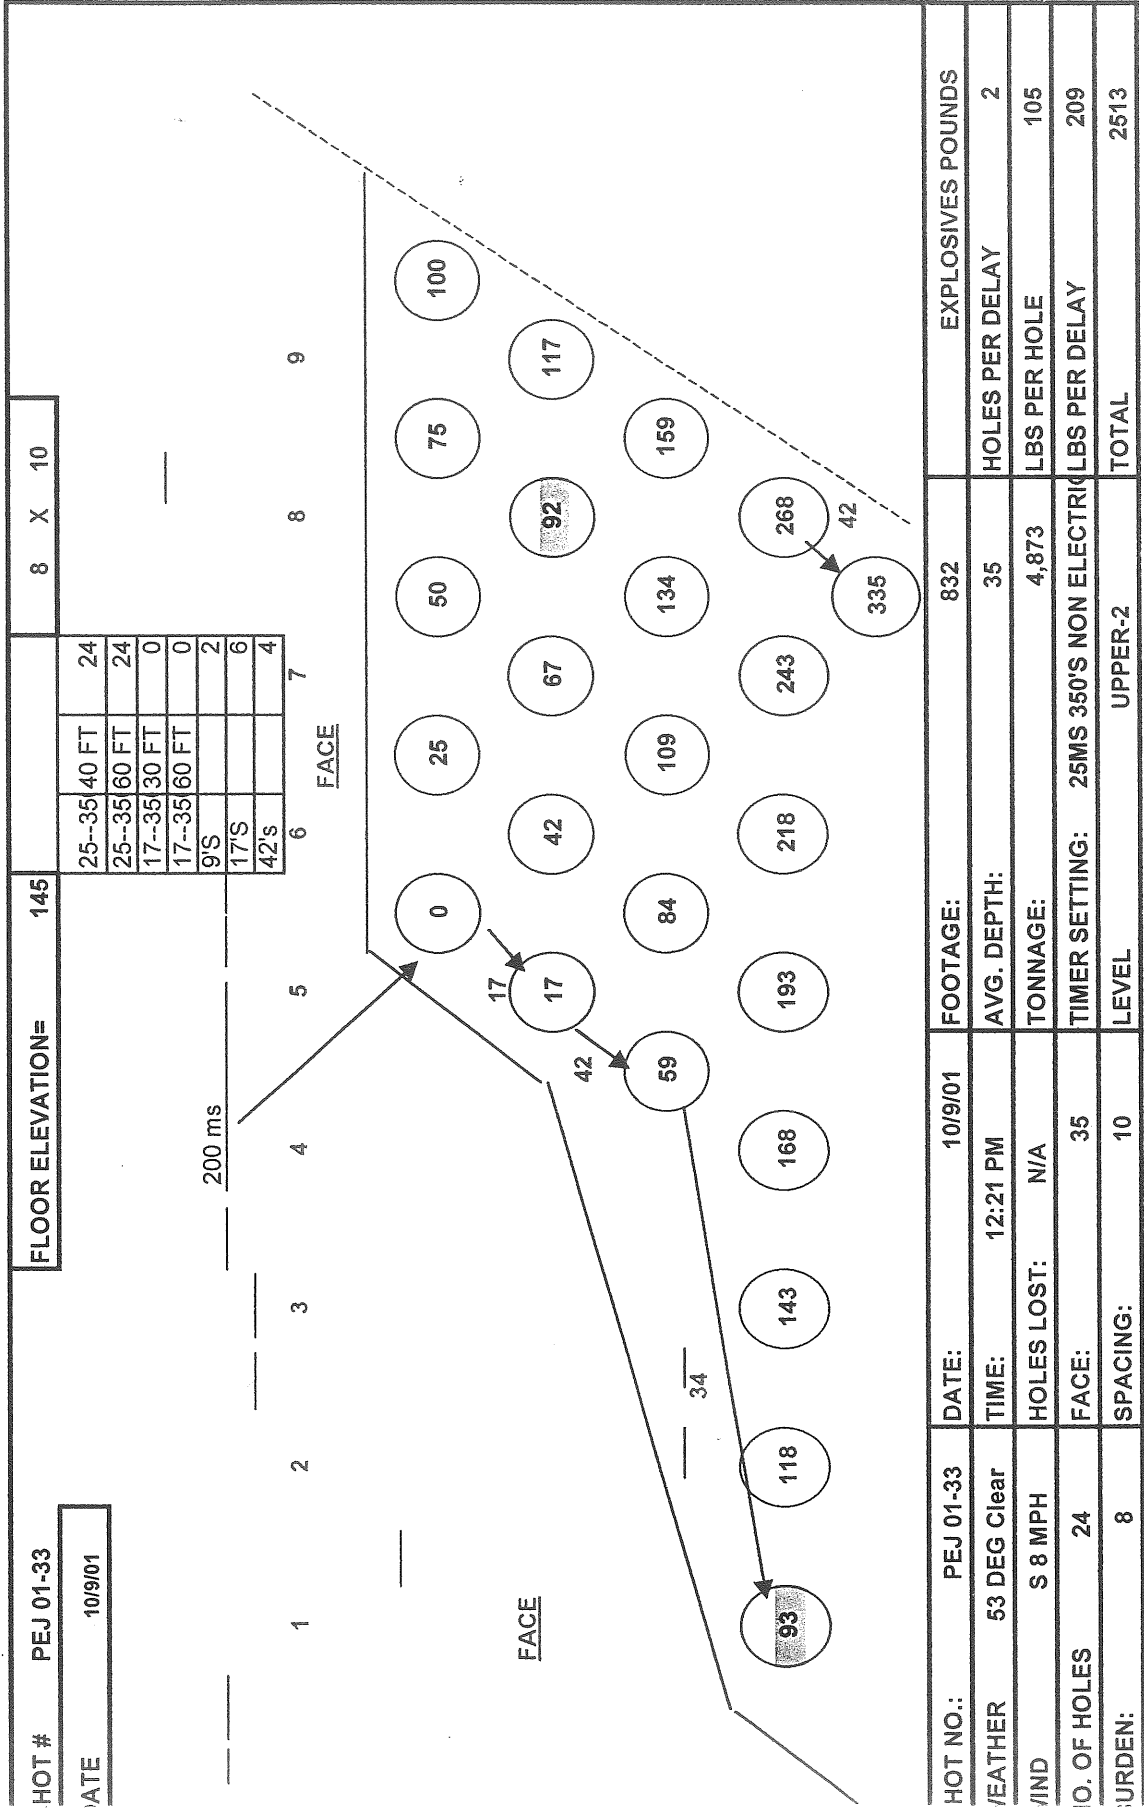 HOT # PEJ 01-33
ATE 10/9/01
FLOOR ELEVATION= 145
8 X 10
25--35 40 FT 24
25--35 60 FT 24
17--35 30 FT 0
17--35 60 FT 0
9'S 2
17'S 6
42's 4
200 ms
1 2 3 4 5 6 7 8 9
FACE
0 25 50 75 100
17
17 42 67 92 117
FACE
42
59 84 109 134 159
34
93 118 143 168 193 218 243 268
42
335
HOT NO.: PEJ 01-33 DATE: 10/9/01 FOOTAGE: 832 EXPLOSIVES POUNDS
EATHER 53 DEG Clear TIME: 12:21 PM AVG. DEPTH: 35 HOLES PER DELAY 2
IND S 8 MPH HOLES LOST: N/A TONNAGE: 4,873 LBS PER HOLE 105
O. OF HOLES 24 FACE: 35 TIMER SETTING: 25MS 350'S NON ELECTRIC LBS PER DELAY 209
URDEN: 8 SPACING: 10 LEVEL UPPER-2 TOTAL 2513